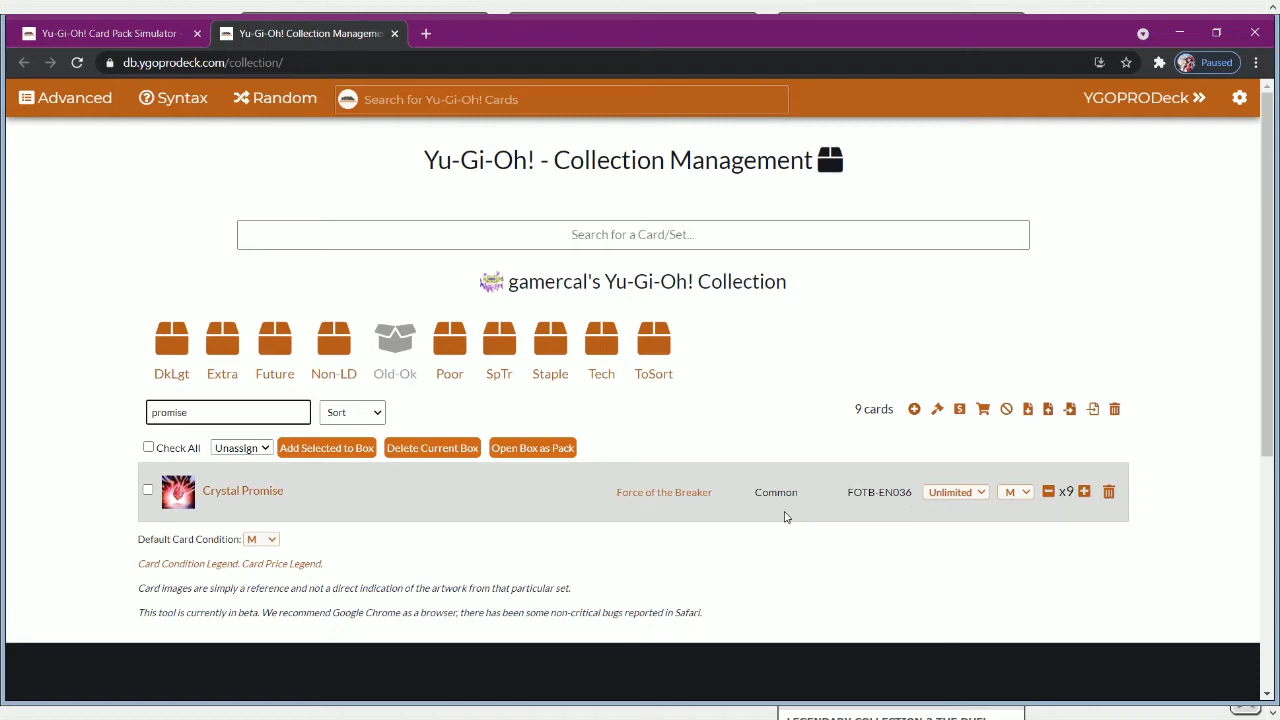 Yu-Gi-Oh! Card Pack Simulator
Yu-Gi-Oh! Collection Manageme
db.ygoprodeck.com/collection/
Paused
Advanced
Syntax
Random
Search for Yu-Gi-Oh! Cards
YGOPRODeck
Yu-Gi-Oh! - Collection Management
Search for a Card/Set...
gamercal's Yu-Gi-Oh! Collection
DkLgt
Extra
Future
Non-LD
Old-Ok
Poor
SpTr
Staple
Tech
ToSort
promise
Sort
9 cards
Check All
Unassign
Add Selected to Box
Delete Current Box
Open Box as Pack
Crystal Promise
Force of the Breaker
Common
FOTB-EN036
Unlimited
M
x9
Default Card Condition: M
Card Condition Legend. Card Price Legend.
Card images are simply a reference and not a direct indication of the artwork from that particular set.
This tool is currently in beta. We recommend Google Chrome as a browser, there has been some non-critical bugs reported in Safari.